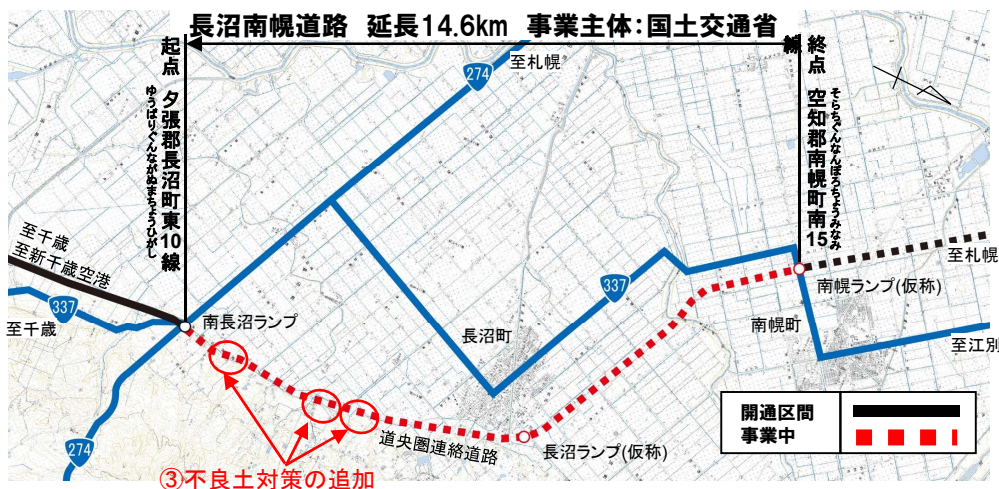 長沼南幌道路 延長14.6km 事業主体:国土交通省
起点 夕張郡長沼町東10線
ゆうばりぐんながぬまちょうひがし
終点 空知郡南幌町南15線
そらちぐんなんぽろちょうみなみ
274
至札幌
至千歳
至新千歳空港
337
至千歳
南長沼ランプ
長沼町
337
南幌ランプ(仮称)
至札幌
南幌町
至江別
274
道央圏連絡道路
長沼ランプ(仮称)
③不良土対策の追加
開通区間
事業中